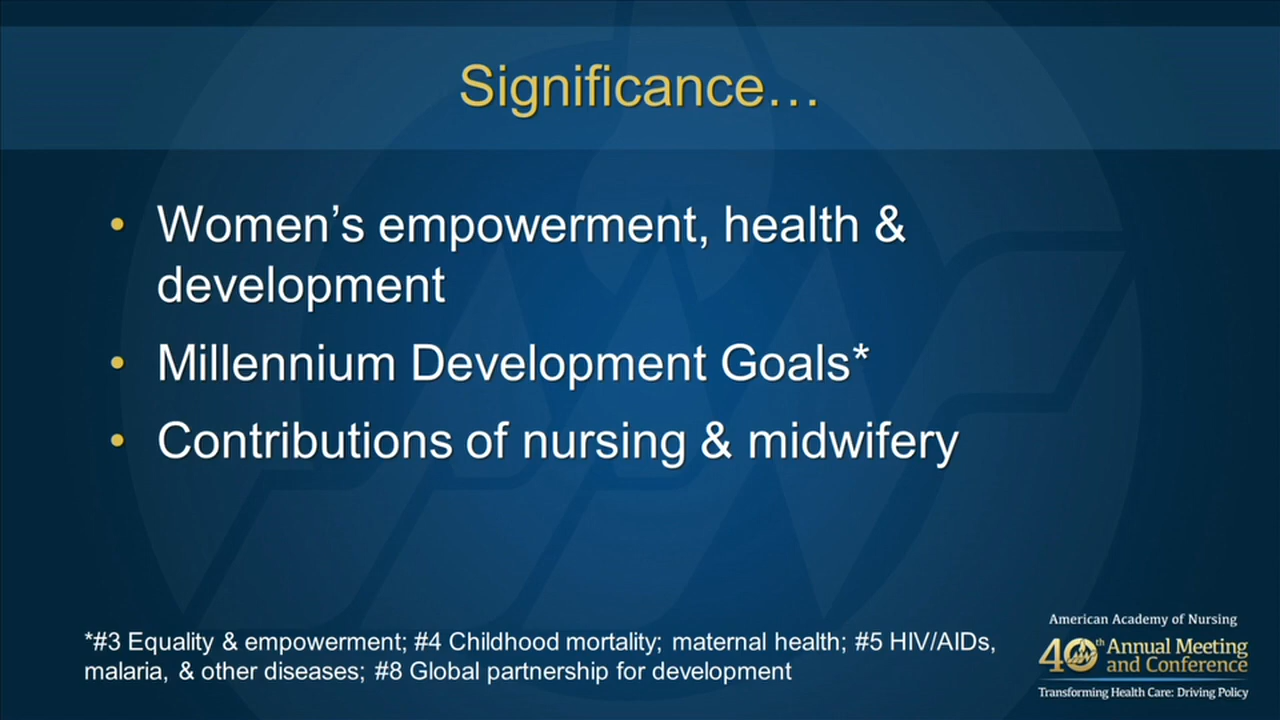 Significance…
• Women’s empowerment, health &
development
• Millennium Development Goals*
• Contributions of nursing & midwifery
*#3 Equality & empowerment; #4 Childhood mortality; maternal health; #5 HIV/AIDs,
malaria, & other diseases; #8 Global partnership for development
American Academy of Nursing
40th Annual Meeting
and Conference
Transforming Health Care: Driving Policy